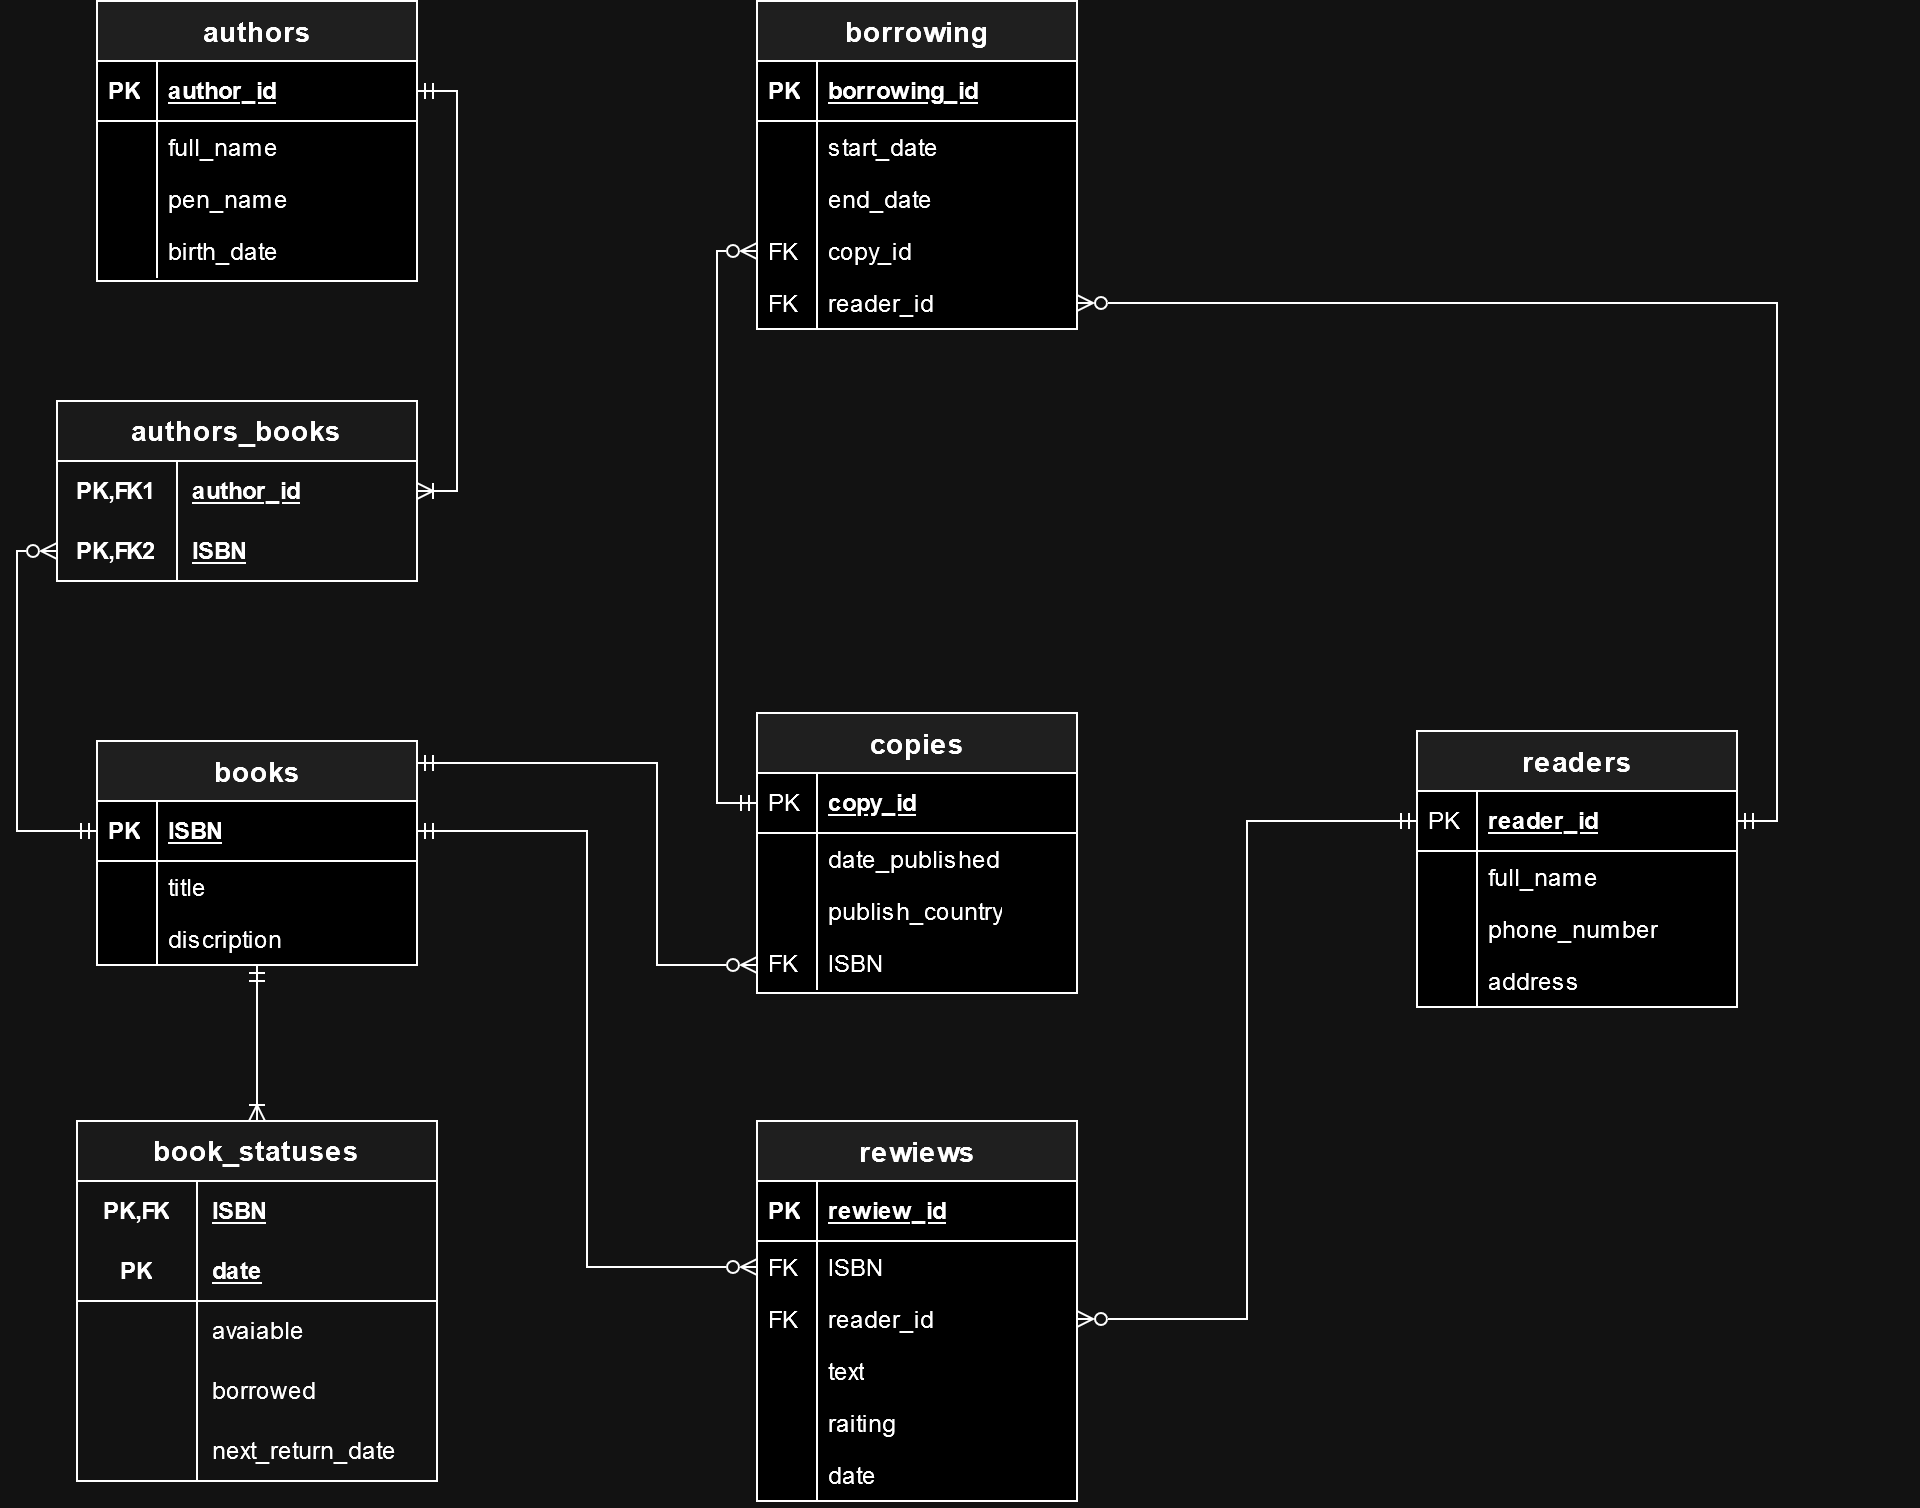 authors
PK author_id
full_name
pen_name
birth_date
authors_books
PK,FK1 author_id
PK,FK2 ISBN
books
PK ISBN
title
discription
book_statuses
PK,FK ISBN
PK date
avaiable
borrowed
next_return_date
borrowing
PK borrowing_id
start_date
end_date
FK copy_id
FK reader_id
copies
PK copy_id
date_published
publish_country
FK ISBN
rewiews
PK rewiew_id
FK ISBN
FK reader_id
text
raiting
date
readers
PK reader_id
full_name
phone_number
address